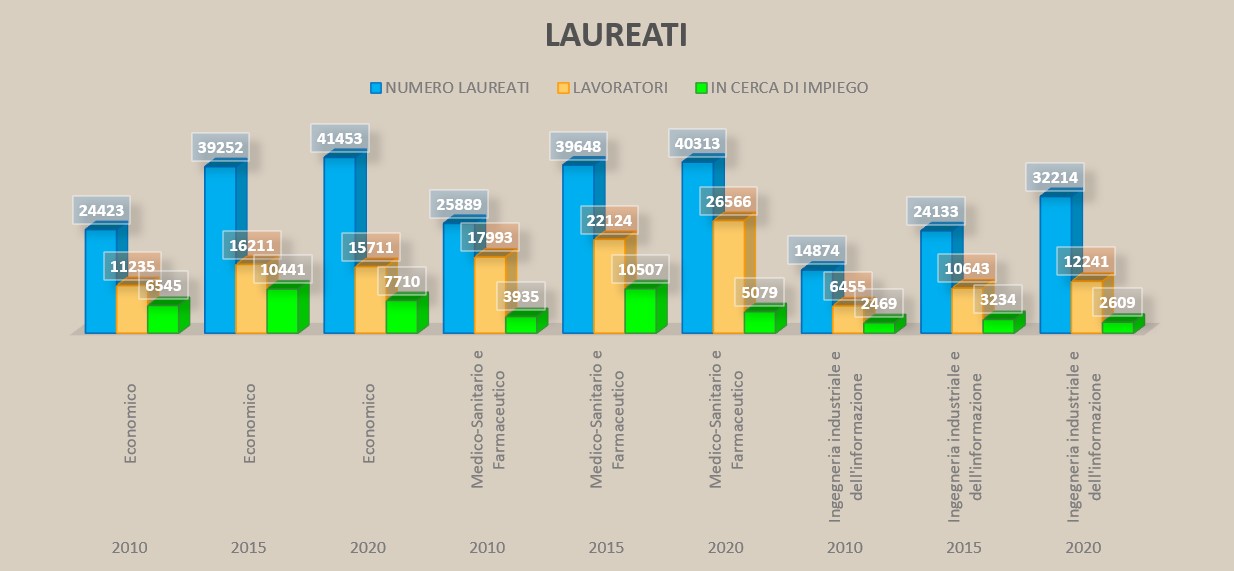 LAUREATI
NUMERO LAUREATI LAVORATORI IN CERCA DI IMPIEGO
24423
11235
6545
39252
16211
10441
41453
15711
7710
25889
17993
3935
39648
22124
10507
40313
26566
5079
14874
6455
2469
24133
10643
3234
32214
12241
2609
Economico
Economico
Economico
Medico-Sanitario e
Farmaceutico
Medico-Sanitario e
Farmaceutico
Medico-Sanitario e
Farmaceutico
Ingegneria industriale e
dell'informazione
Ingegneria industriale e
dell'informazione
Ingegneria industriale e
dell'informazione
2010 2015 2020 2010 2015 2020 2010 2015 2020